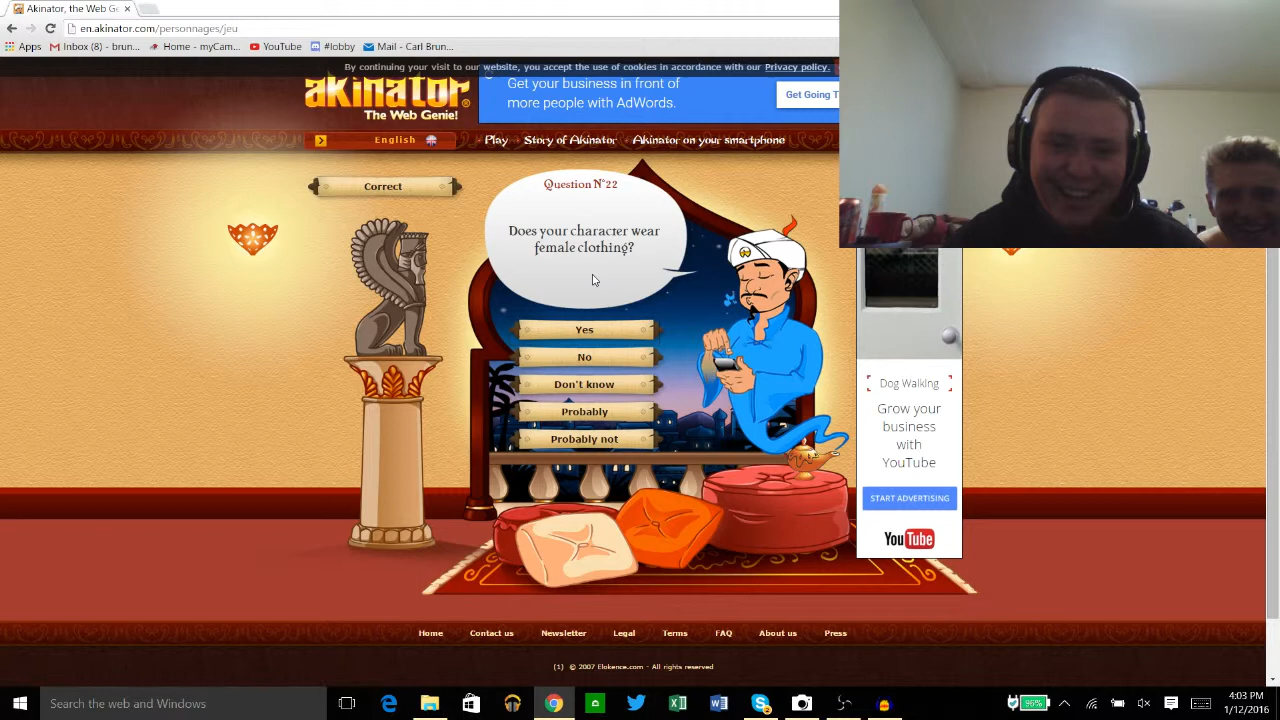 Akinator, the Web Ge
en.akinator.com/personnages/jeu
Apps
Inbox (8) - brun...
Home - myCam...
YouTube
#lobby
Mail - Carl Brun...
By continuing your visit to our website, you accept the use of cookies in accordance with our Privacy policy.
akinator®
The Web Genie!
Get your business in front of
more people with AdWords.
Get Going
English
Play
Story of Akinator
Akinator on your smartphone
Correct
Question N°22
Does your character wear
female clothing?
Yes
No
Don't know
Probably
Probably not
Dog Walking
Grow your
business
with
YouTube
START ADVERTISING
YouTube
Home
Contact us
Newsletter
Legal
Terms
FAQ
About us
Press
(1) © 2007 Elokence.com - All rights reserved
Search the web and Windows
96%
4:03 PM
1/12/2016